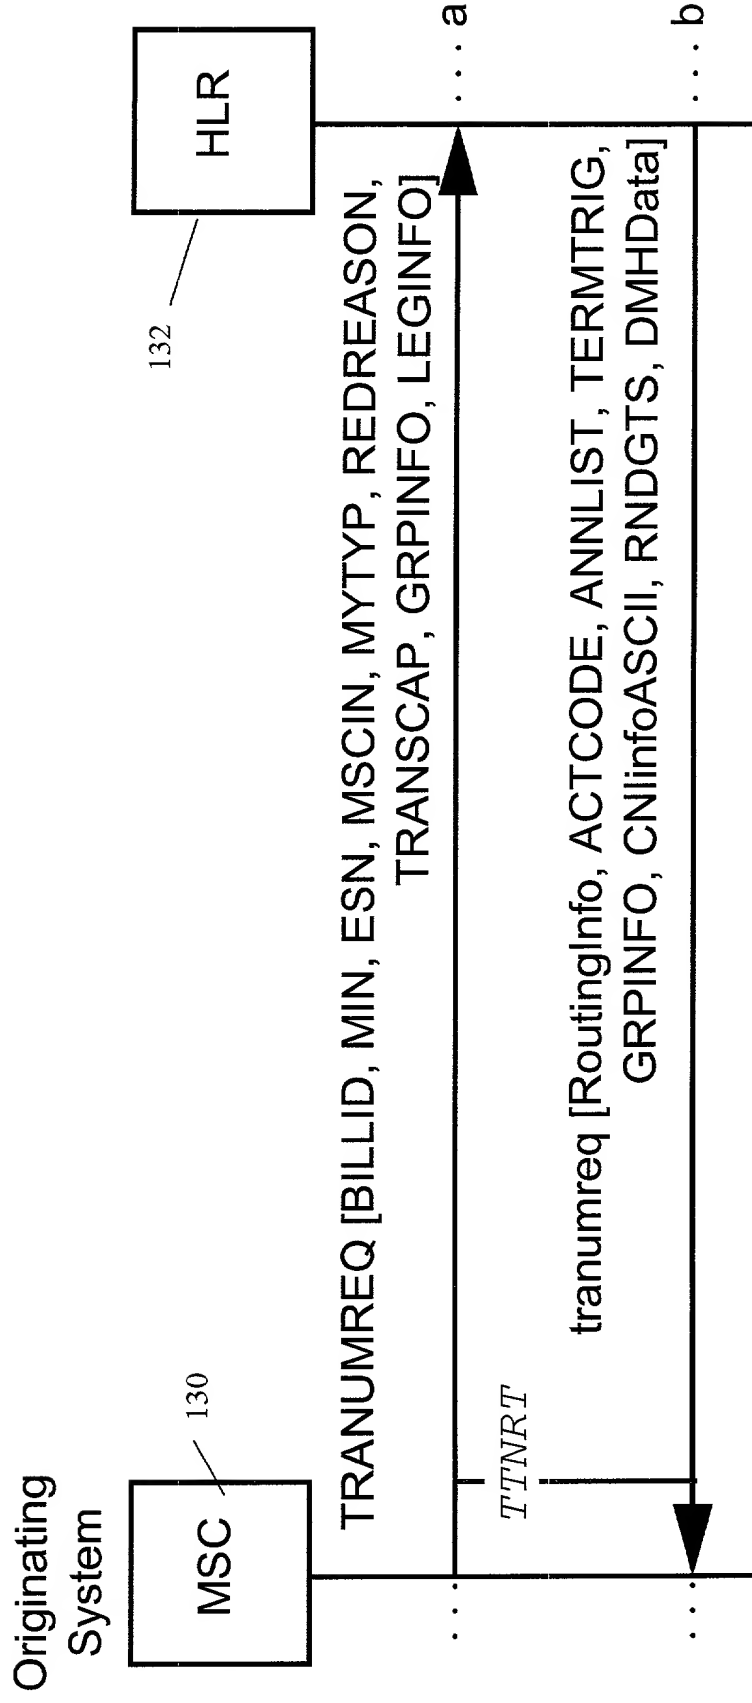 Originating
System
MSC
130
HLR
132
TRANUMREQ [BILLID, MIN, ESN, MSCIN, MYTYP, REDREASON,
TRANSCAP, GRPINFO, LEGINFO]
. . . . . . a
TTNRT
tranumreq [RoutingInfo, ACTCODE, ANNLIST, TERMTRIG,
GRPINFO, CNIinfoASCII, RNDGTS, DMHData]
. . . . . . b